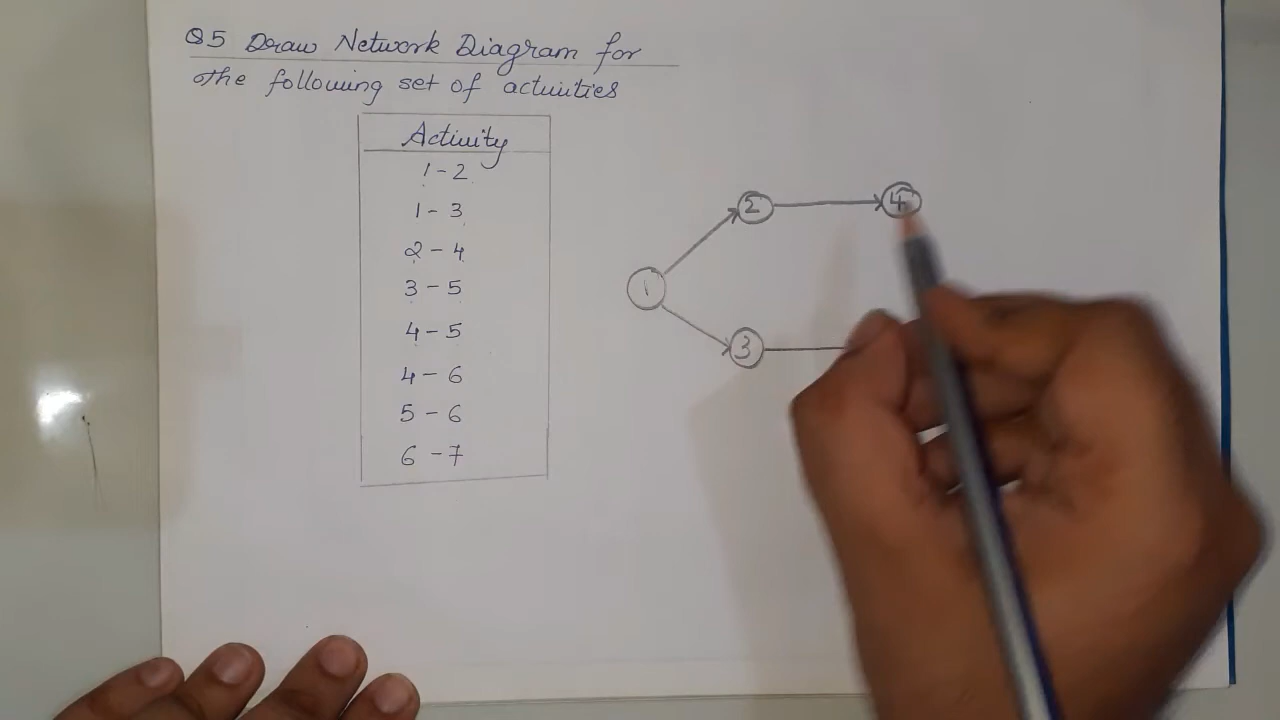 Q5 Draw Network Diagram for
the following set of activities
Activity
1 - 2
1 - 3
2 - 4
3 - 5
4 - 5
4 - 6
5 - 6
6 - 7
2
4
1
3